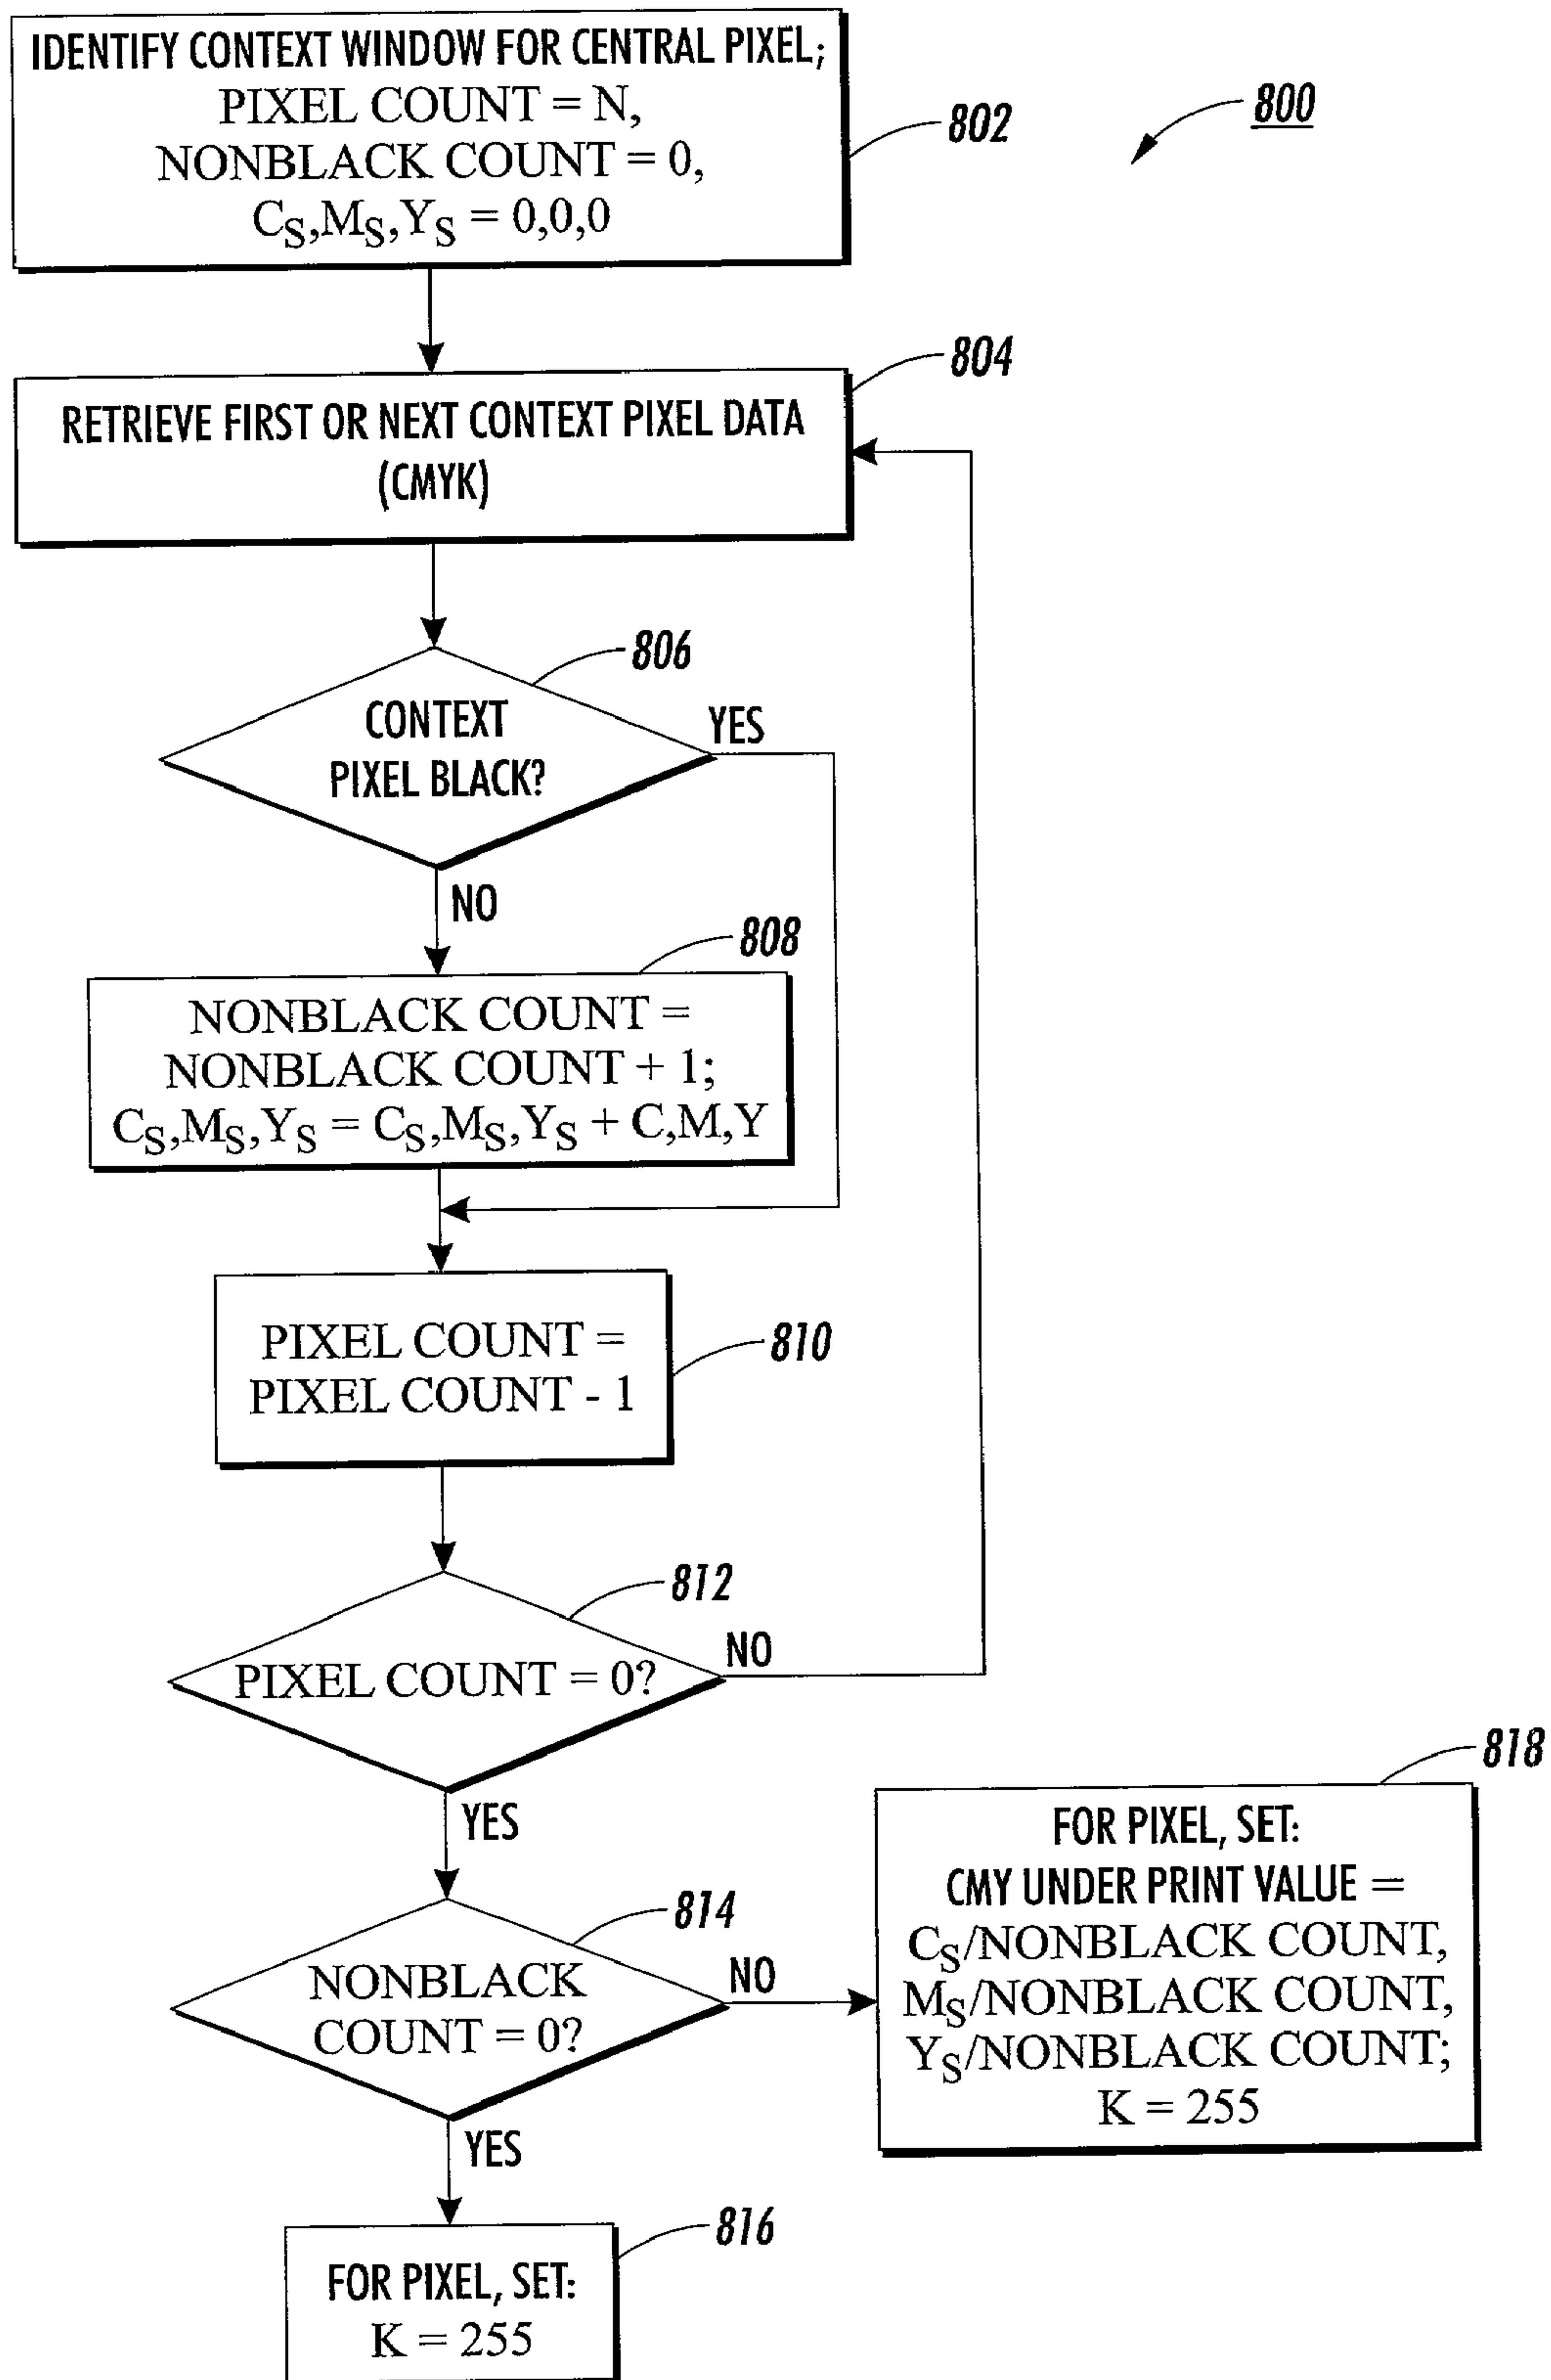 IDENTIFY CONTEXT WINDOW FOR CENTRAL PIXEL;
PIXEL COUNT = N,
NONBLACK COUNT = 0,
CS,MS,YS = 0,0,0
802
800
804
RETRIEVE FIRST OR NEXT CONTEXT PIXEL DATA
(CMYK)
806
CONTEXT
PIXEL BLACK?
YES
NO
808
NONBLACK COUNT =
NONBLACK COUNT + 1;
CS,MS,YS = CS,MS,YS + C,M,Y
PIXEL COUNT =
PIXEL COUNT - 1
810
812
PIXEL COUNT = 0?
NO
YES
814
NONBLACK
COUNT = 0?
NO
YES
818
FOR PIXEL, SET:
CMY UNDER PRINT VALUE =
CS/NONBLACK COUNT,
MS/NONBLACK COUNT,
YS/NONBLACK COUNT;
K = 255
816
FOR PIXEL, SET:
K = 255